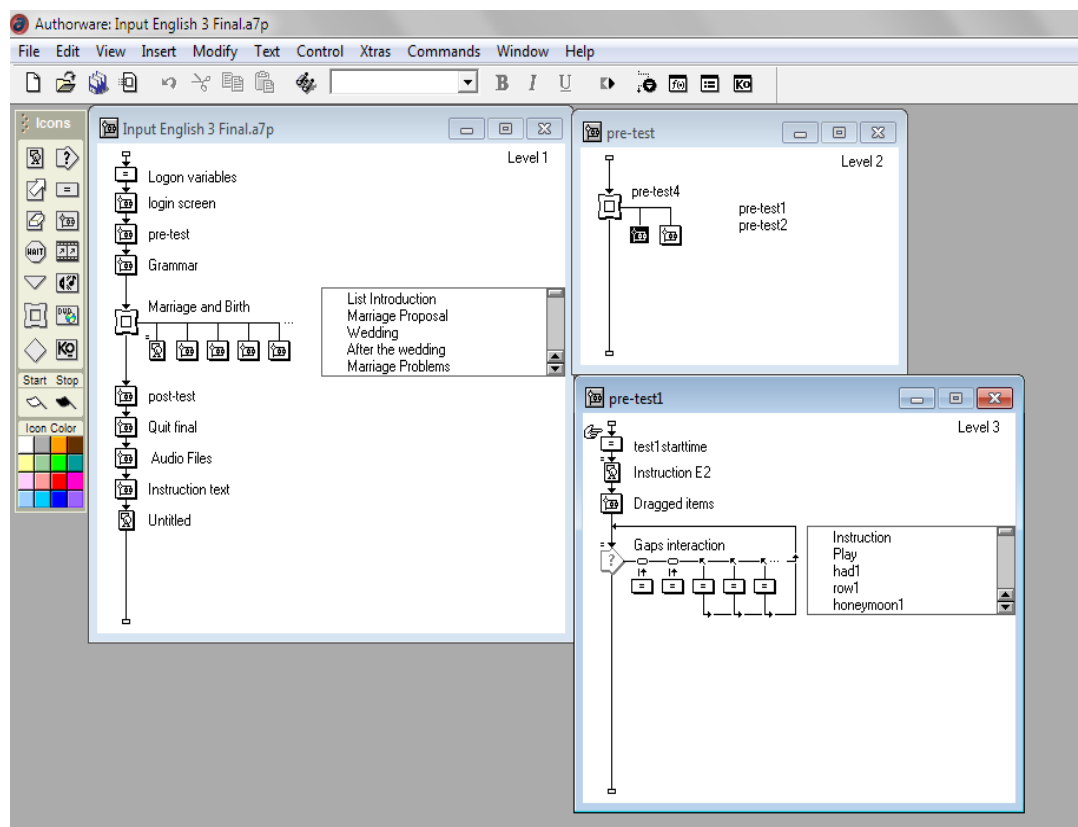 Authorware: Input English 3 Final.a7p
File Edit View Insert Modify Text Control Xtras Commands Window Help
B I U
Icons
WAIT
DVD
KO
Start Stop
Icon Color
Input English 3 Final.a7p
Level 1
Logon variables
login screen
pre-test
Grammar
Marriage and Birth
List Introduction
Marriage Proposal
Wedding
After the wedding
Marriage Problems
post-test
Quit final
Audio Files
Instruction text
Untitled
pre-test
Level 2
pre-test4
pre-test1
pre-test2
pre-test1
Level 3
test1starttime
Instruction E2
Dragged items
Gaps interaction
Instruction
Play
had1
row1
honeymoon1